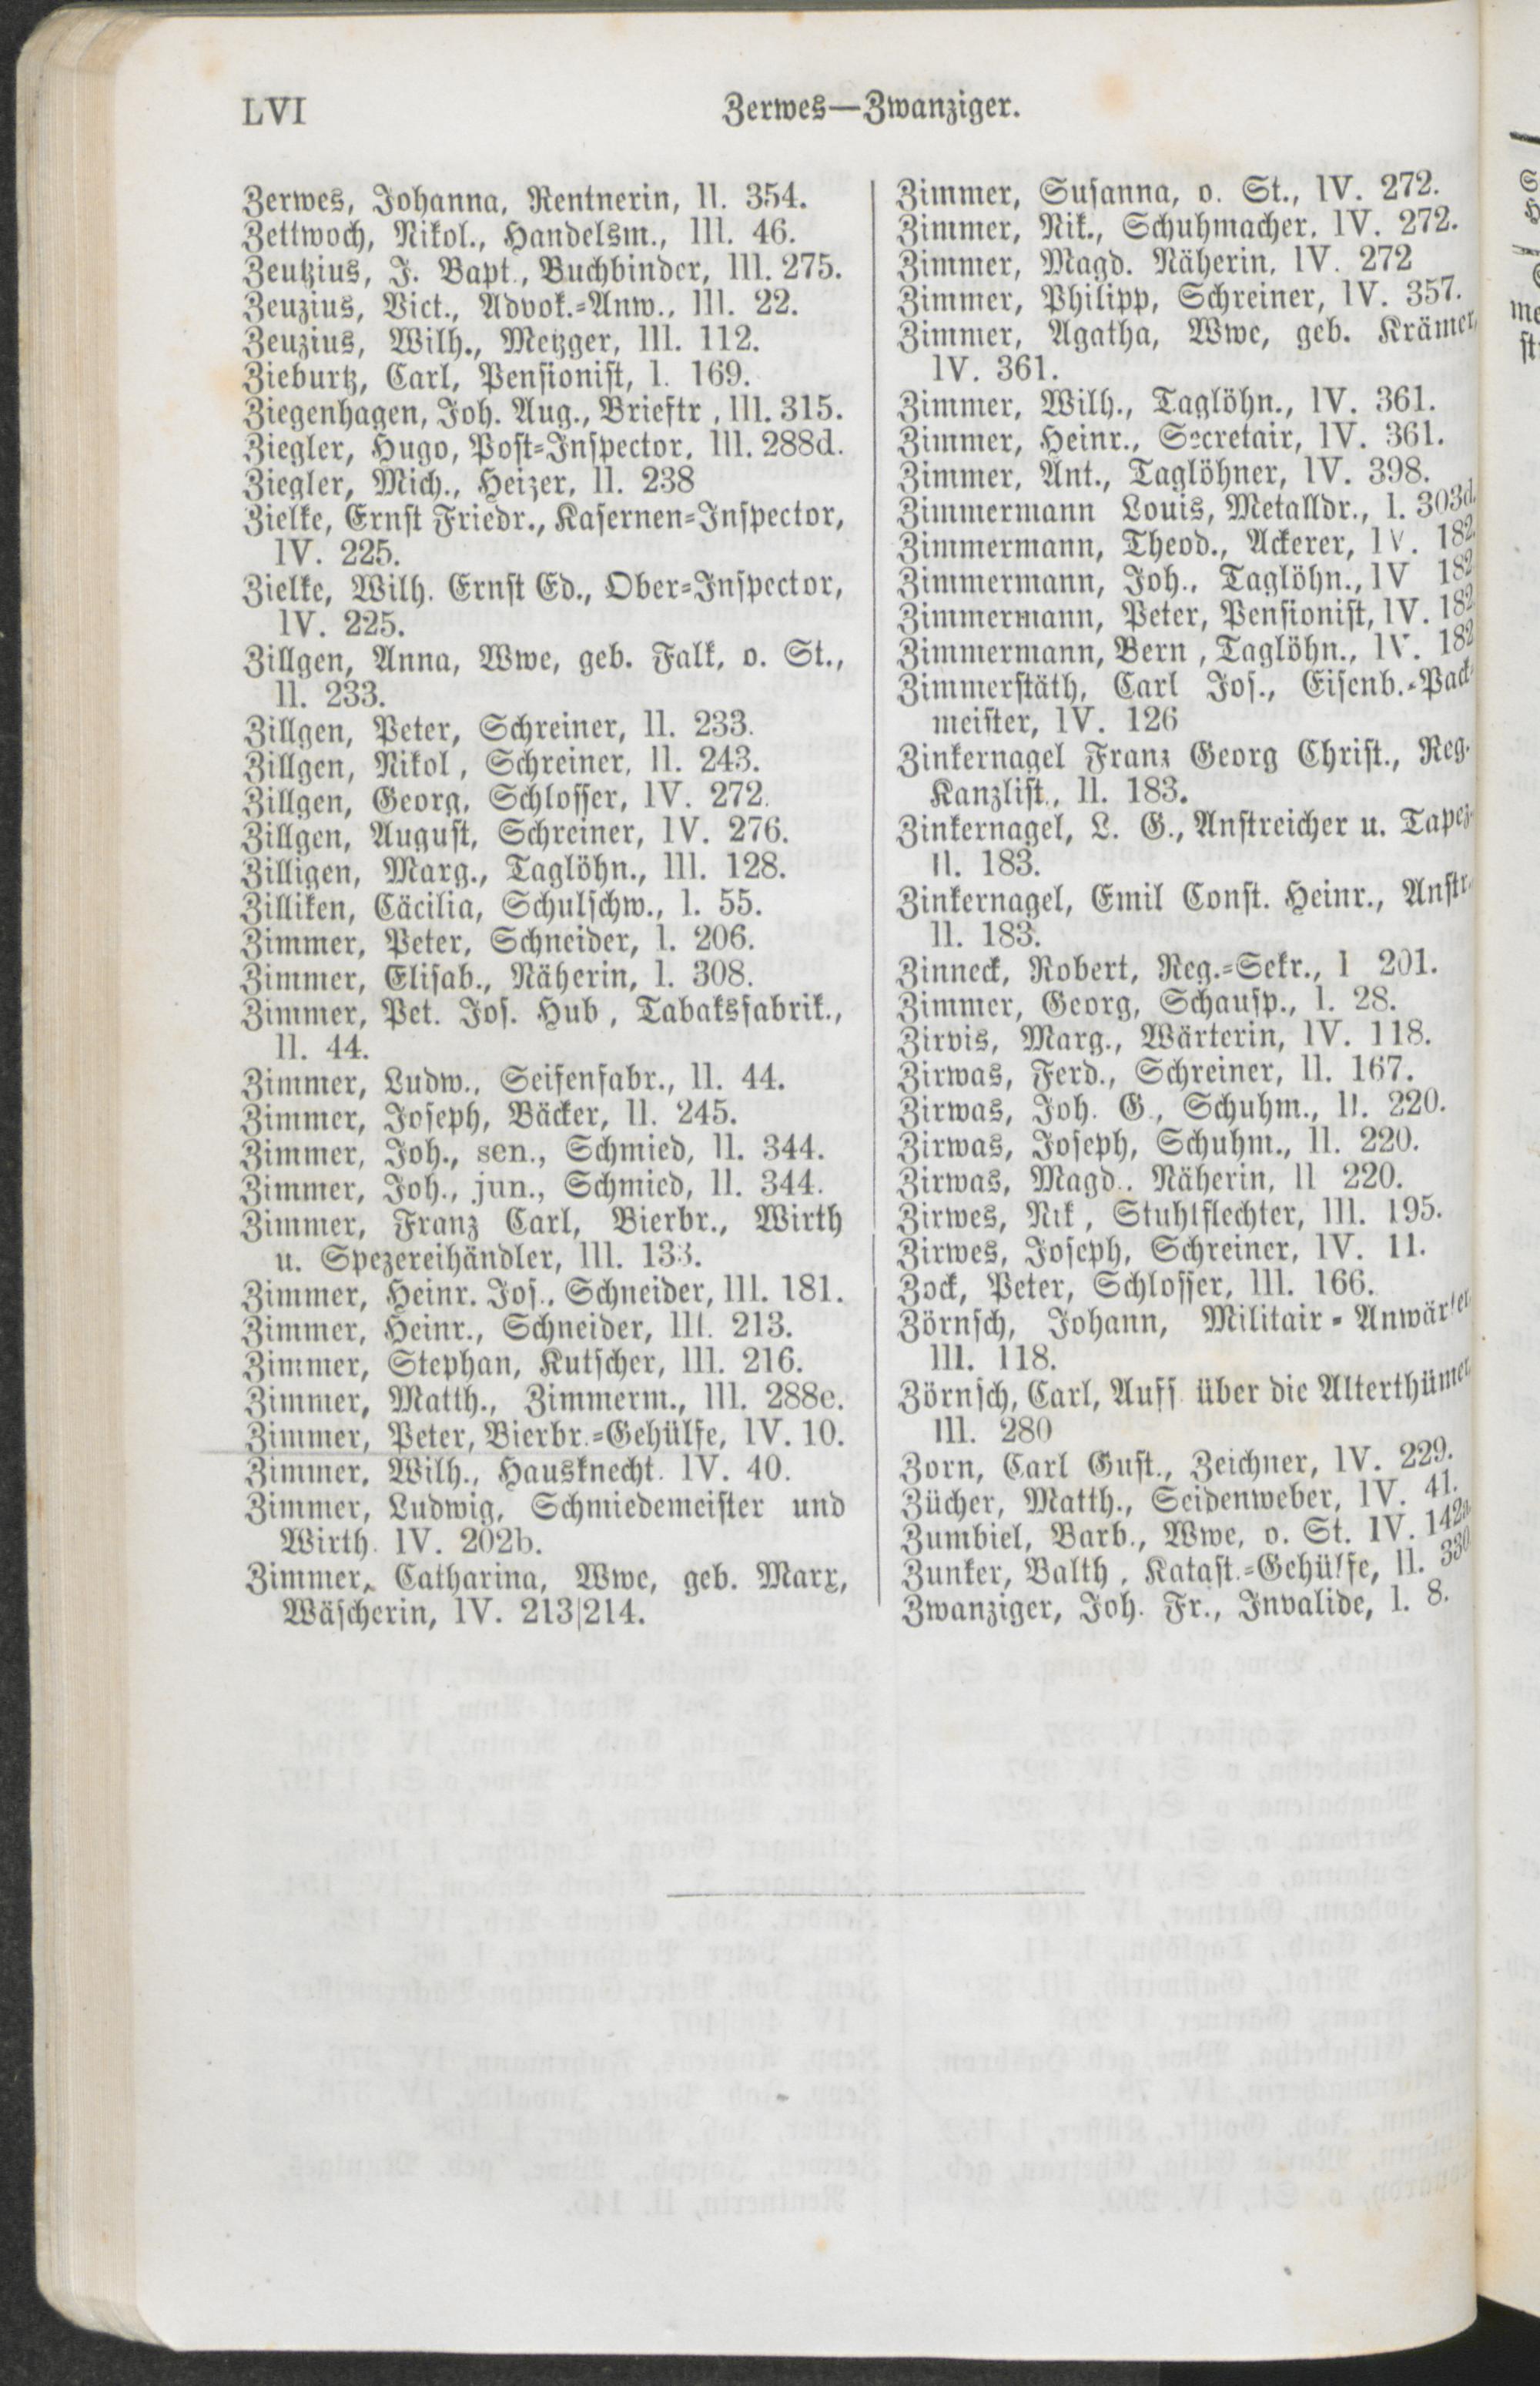 LVI
Zerwes—Zwanziger.
Zerwes, Johanna, Rentnerin, II. 354.
Zettwoch, Nikol., Handelsm., III. 46.
Zeutzius, J. Bapt., Buchbinder, III. 275.
Zeuzius, Vict., Advok.-Anw., III. 22.
Zeuzius, Wilh., Metzger, III. 112.
Zieburtz, Carl, Pensionist, I. 169.
Ziegenhagen, Joh. Aug., Brieftr, III. 315.
Ziegler, Hugo, Post-Inspector, III. 288d.
Ziegler, Mich., Heizer, II. 238
Zielke, Ernst Friedr., Kasernen-Inspector,
IV. 225.
Zielke, Wilh. Ernst Ed., Ober-Inspector,
IV. 225.
Zillgen, Anna, Wwe, geb. Falk, o. St.,
II. 233.
Zillgen, Peter, Schreiner, II. 233.
Zillgen, Nikol, Schreiner, II. 243.
Zillgen, Georg, Schlosser, IV. 272.
Zillgen, August, Schreiner, IV. 276.
Zilligen, Marg., Taglöhn., III. 128.
Zilliken, Cäcilia, Schulschw., I. 55.
Zimmer, Peter, Schneider, I. 206.
Zimmer, Elisab., Näherin, I. 308.
Zimmer, Pet. Jos. Hub, Tabaksfabrik.,
II. 44.
Zimmer, Ludw., Seifenfabr., II. 44.
Zimmer, Joseph, Bäcker, II. 245.
Zimmer, Joh., sen., Schmied, II. 344.
Zimmer, Joh., jun., Schmied, II. 344.
Zimmer, Franz Carl, Bierbr., Wirth
u. Spezereihändler, III. 133.
Zimmer, Heinr. Jos., Schneider, III. 181.
Zimmer, Heinr., Schneider, III. 213.
Zimmer, Stephan, Kutscher, III. 216.
Zimmer, Matth., Zimmerm., III. 288e.
Zimmer, Peter, Bierbr.-Gehülfe, IV. 10.
Zimmer, Wilh., Hausknecht. IV. 40.
Zimmer, Ludwig, Schmiedemeister und
Wirth. IV. 202b.
Zimmer, Catharina, Wwe, geb. Marx,
Wäscherin, IV. 213|214.
Zimmer, Susanna, o. St., IV. 272.
Zimmer, Nik., Schuhmacher, IV. 272.
Zimmer, Magd. Näherin, IV. 272
Zimmer, Philipp, Schreiner, IV. 357.
Zimmer, Agatha, Wwe, geb. Krämer,
IV. 361.
Zimmer, Wilh., Taglöhn., IV. 361.
Zimmer, Heinr., Secretair, IV. 361.
Zimmer, Ant., Taglöhner, IV. 398.
Zimmermann Louis, Metalldr., I. 303d.
Zimmermann, Theod., Ackerer, IV. 182.
Zimmermann, Joh., Taglöhn., IV 182
Zimmermann, Peter, Pensionist, IV. 182.
Zimmermann, Bern, Taglöhn., IV. 182
Zimmerstäth, Carl Jos., Eisenb.-Pack-
meister, IV. 126
Zinkernagel Franz Georg Christ., Reg.
Kanzlist., II. 183.
Zinkernagel, L. G., Anstreicher u. Tapez.
II. 183.
Zinkernagel, Emil Const. Heinr., Anstr.
II. 183.
Zinneck, Robert, Reg.-Sekr., I 201.
Zimmer, Georg, Schausp., I. 28.
Zirvis, Marg., Wärterin, IV. 118.
Zirwas, Ferd., Schreiner, II. 167.
Zirwas, Joh. G., Schuhm., II. 220.
Zirwas, Joseph, Schuhm., II. 220.
Zirwas, Magd.. Näherin, II 220.
Zirwes, Nik, Stuhlflechter, III. 195.
Zirwes, Joseph, Schreiner, IV. 11.
Zock, Peter, Schlosser, III. 166.
Zörnsch, Johann, Militair-Anwärter
III. 118.
Zörnsch, Carl, Aufs. über die Alterthümer
III. 280
Zorn, Carl Gust., Zeichner, IV. 229.
Zücher, Matth., Seidenweber, IV. 41.
Zumbiel, Barb., Wwe, o. St. IV. 142a
Zunker, Balth, Katast.-Gehülfe, II. 330
Zwanziger, Joh. Fr., Invalide, I. 8.